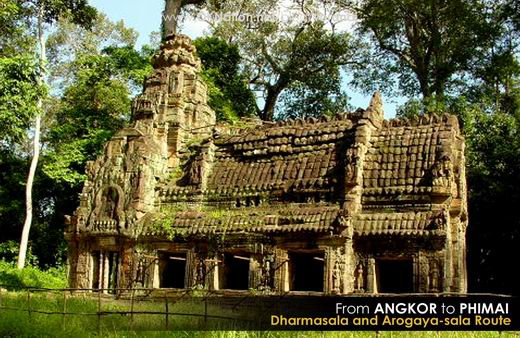 From ANGKOR to PHIMAI
Dharmasala and Arogaya-sala Route